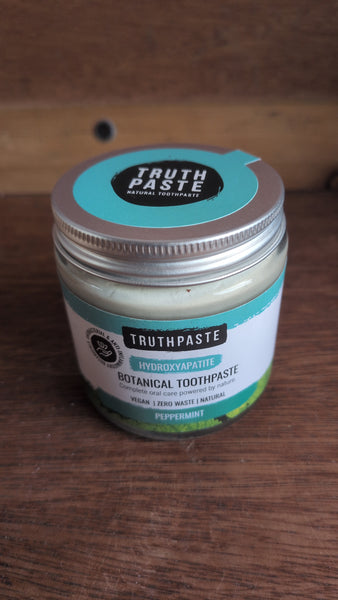 TRUTH
PASTE
NATURAL TOOTHPASTE
TRUTHPASTE
HYDROXYAPATITE
BOTANICAL TOOTHPASTE
Complete oral care powered by nature
VEGAN | ZERO WASTE | NATURAL
PEPPERMINT